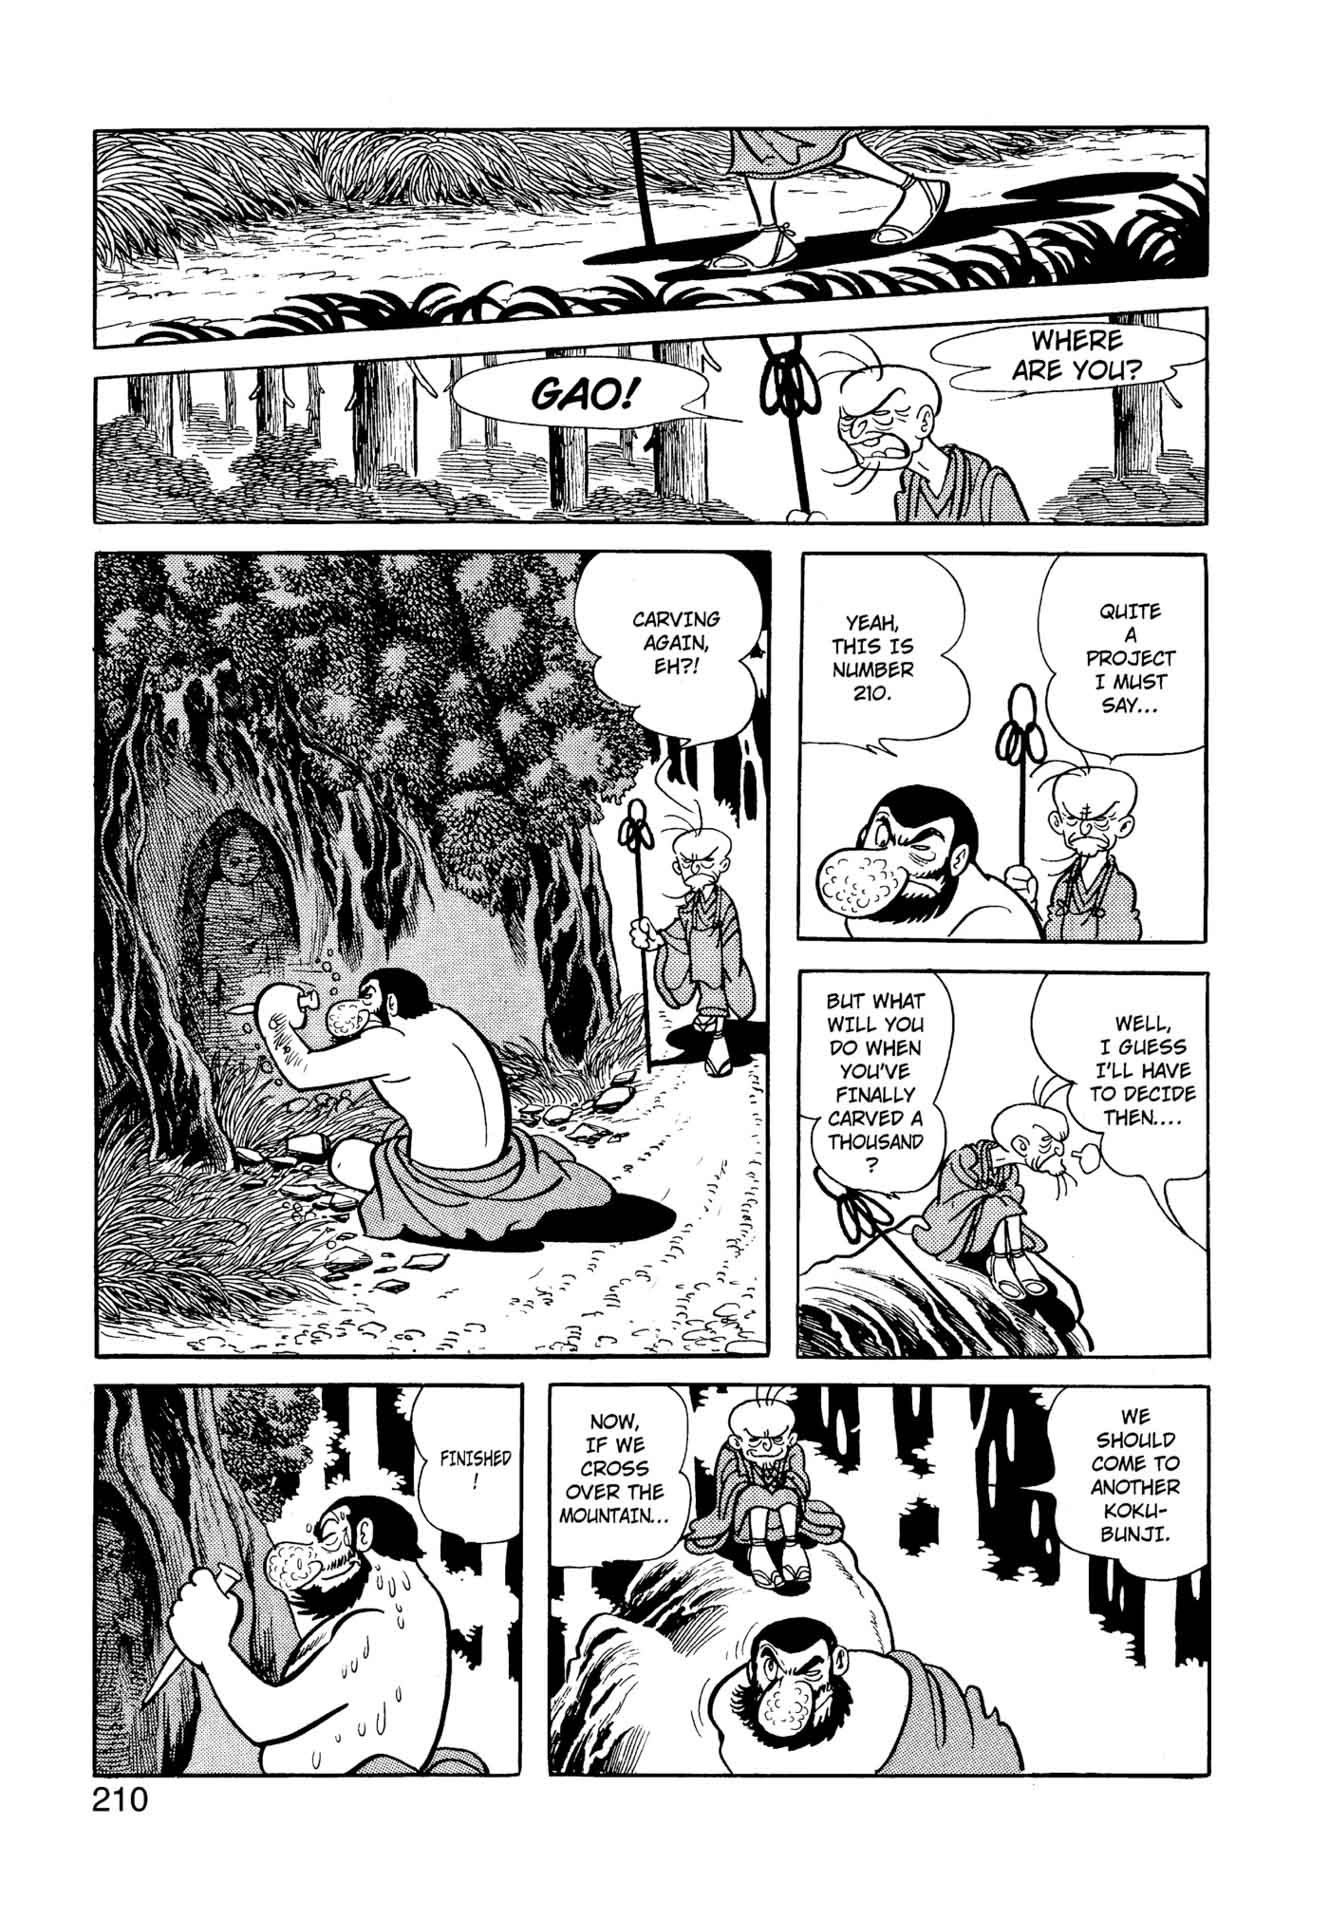 GAO!
WHERE
ARE YOU?
CARVING
AGAIN,
EH?!
YEAH,
THIS IS
NUMBER
210.
QUITE
A
PROJECT
I MUST
SAY...
BUT WHAT
WILL YOU
DO WHEN
YOU'VE
FINALLY
CARVED A
THOUSAND
?
WELL,
I GUESS
I'LL HAVE
TO DECIDE
THEN....
FINISHED
!
NOW,
IF WE
CROSS
OVER THE
MOUNTAIN...
WE
SHOULD
COME TO
ANOTHER
KOKU-
BUNJI.
210